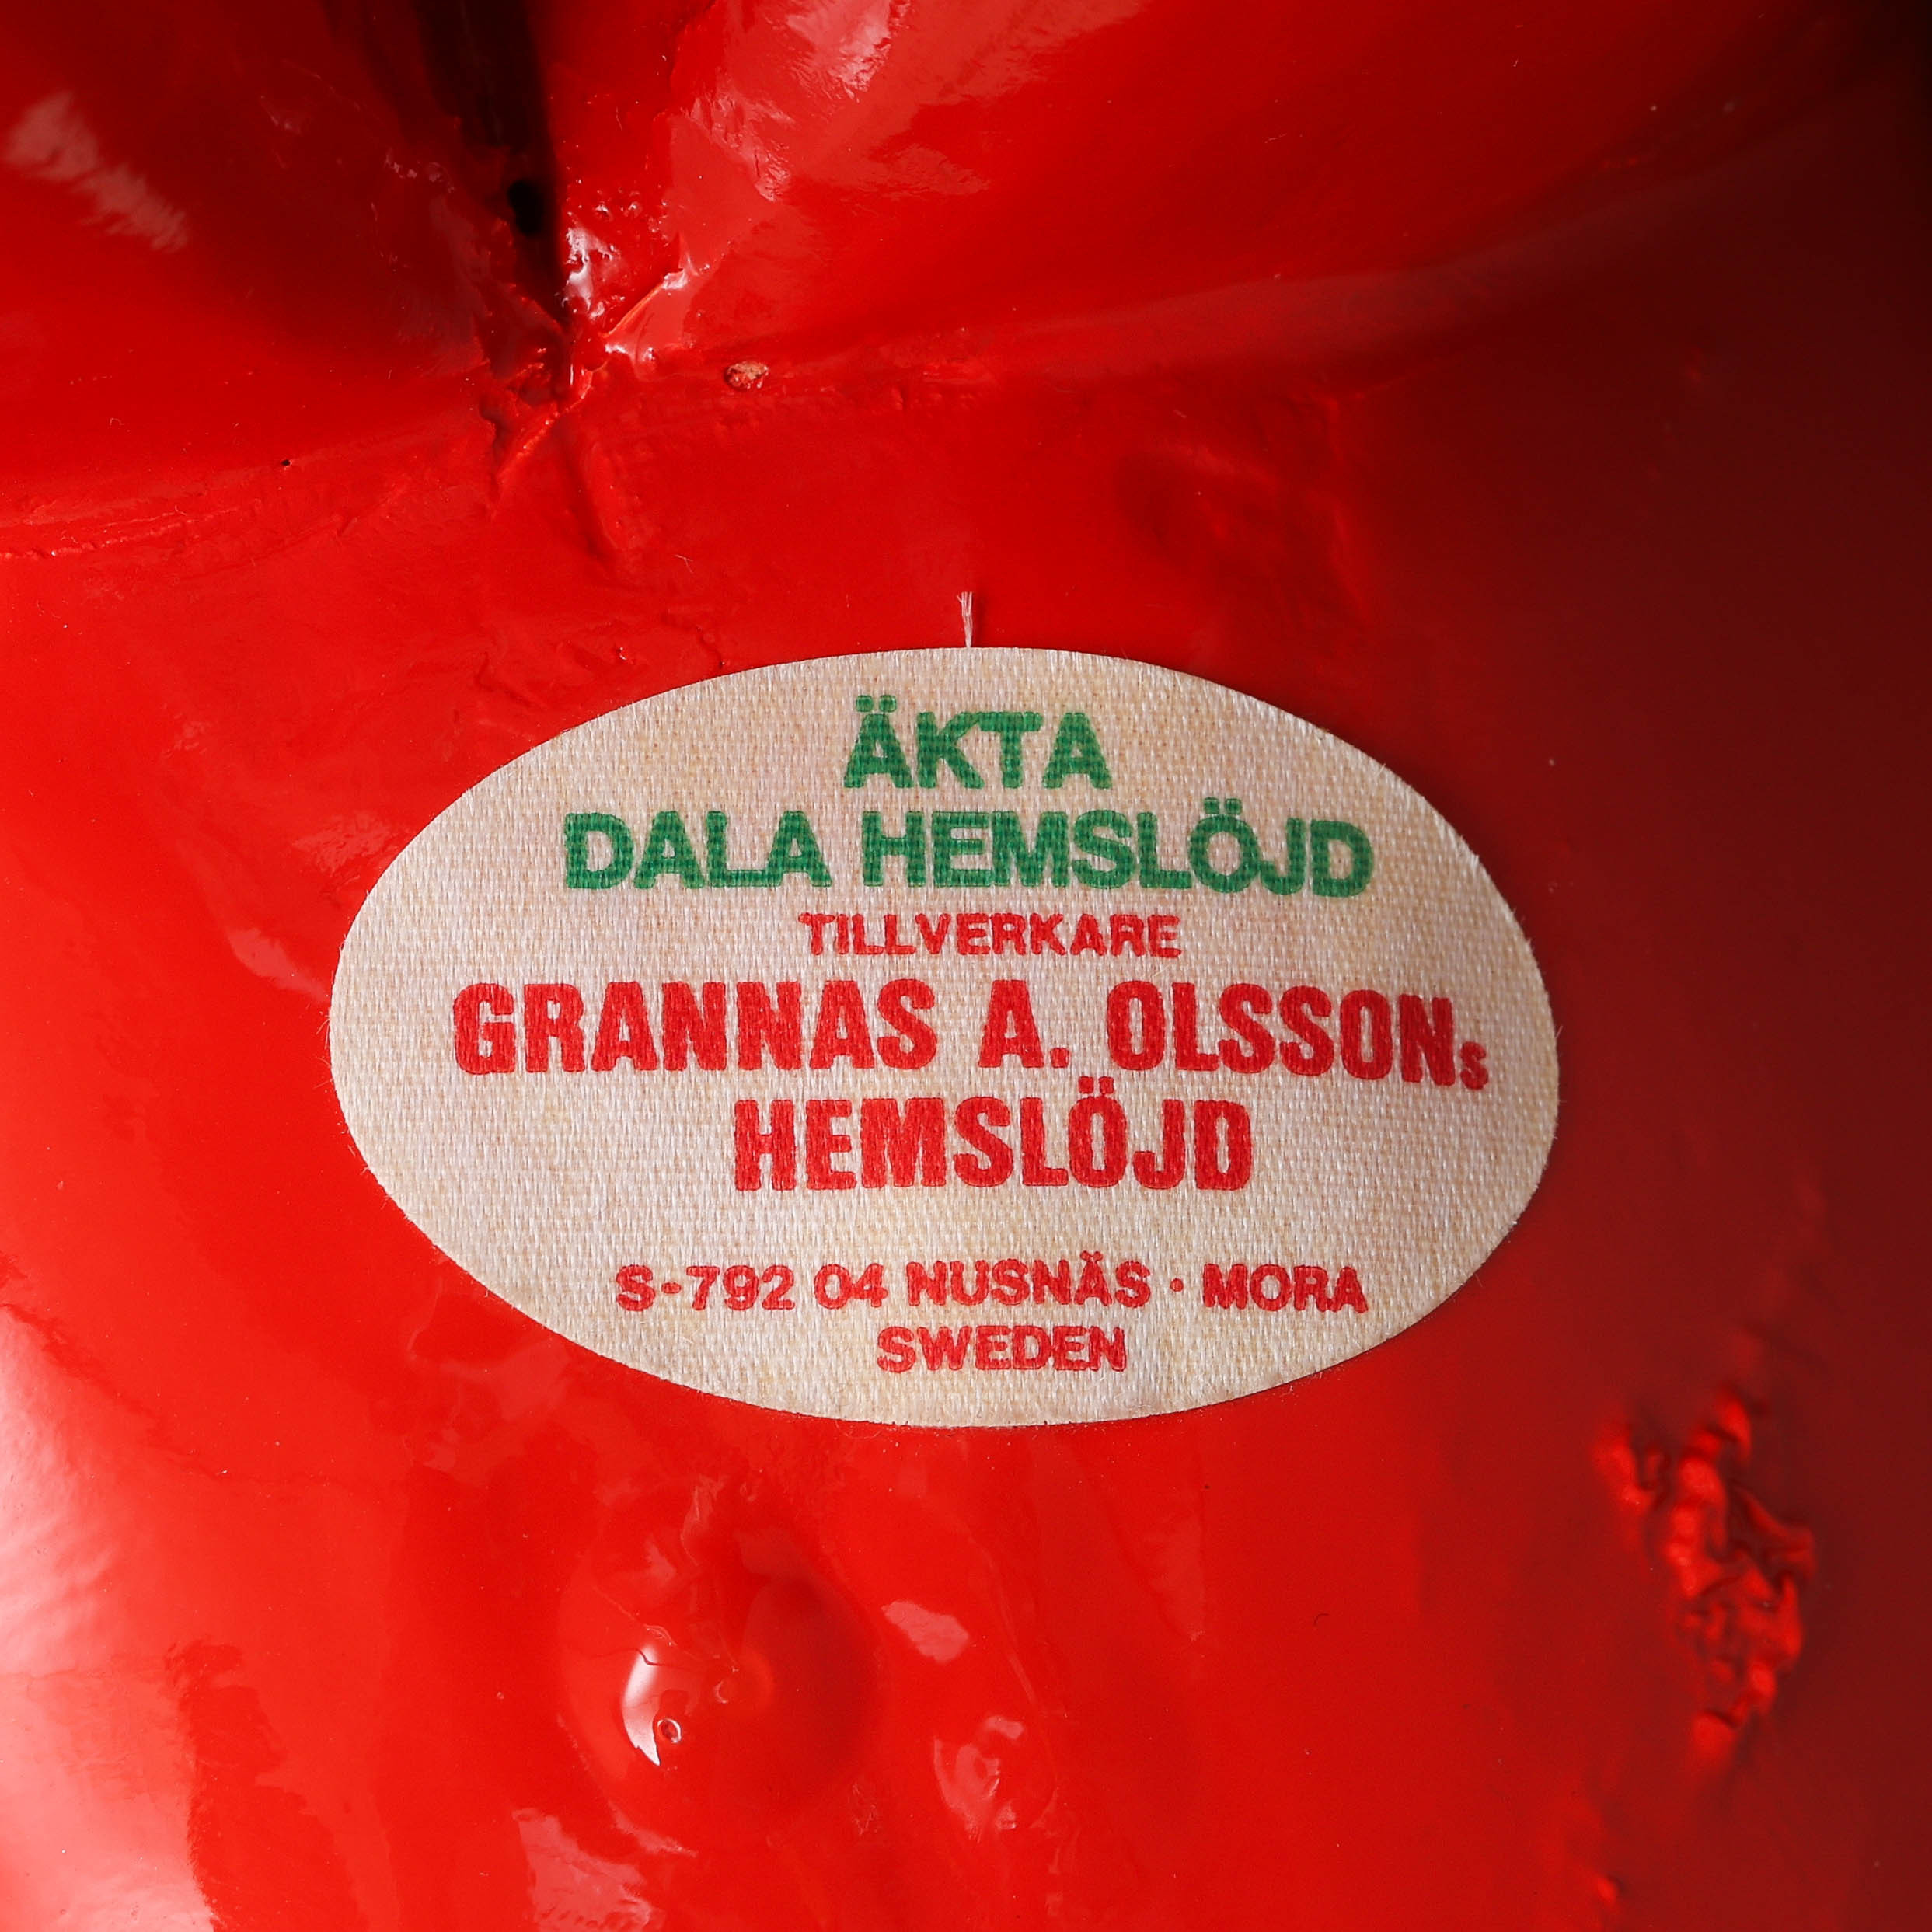 ÄKTA
DALA HEMSLÖJD
TILLVERKARE
GRANNAS A. OLSSONs
HEMSLÖJD
S-792 04 NUSNÄS · MORA
SWEDEN